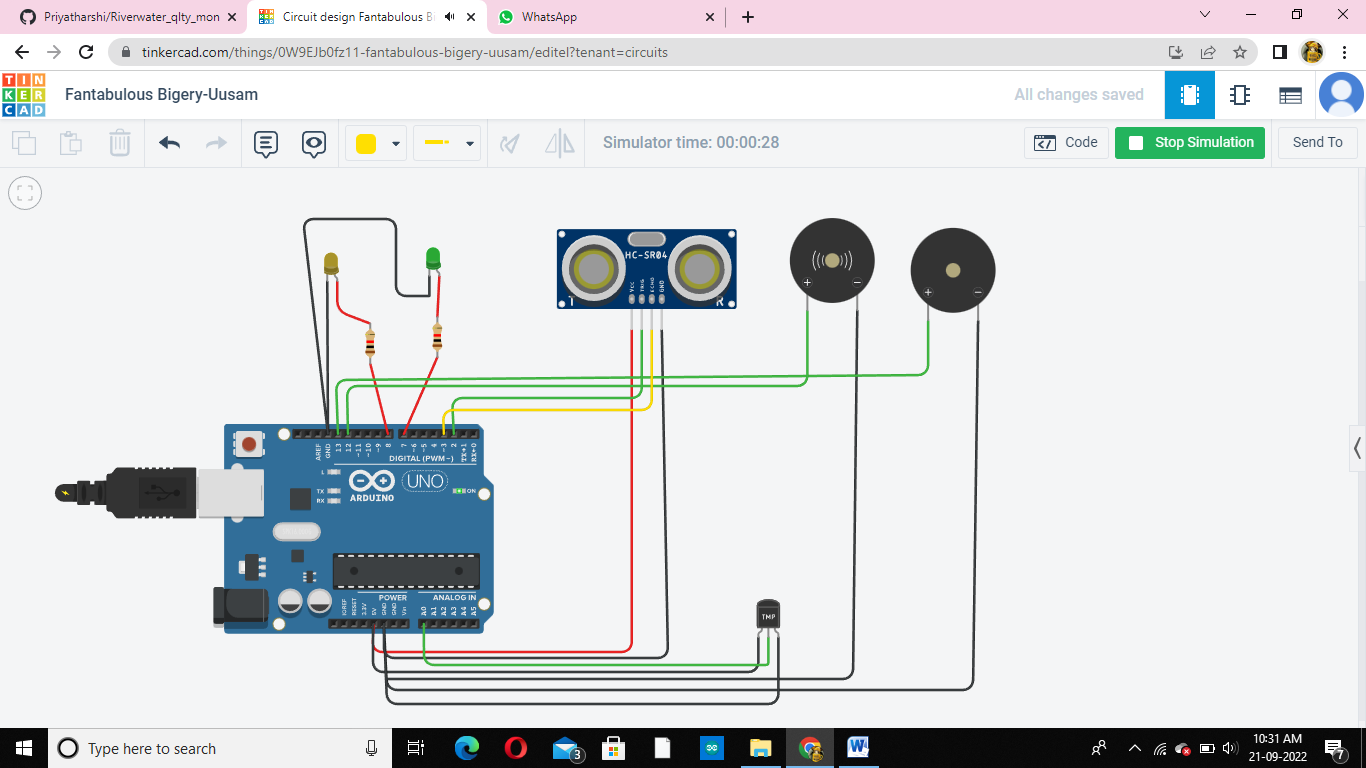 Priyatharshi/Riverwater_qlty_mon
Circuit design Fantabulous Bi
WhatsApp
tinkercad.com/things/0W9EJb0fz11-fantabulous-bigery-uusam/editel?tenant=circuits
TIN
KER
CAD
Fantabulous Bigery-Uusam
All changes saved
Simulator time: 00:00:28
Code
Stop Simulation
Send To
HC-SR04
VCC
TRIG
ECHO
GND
T
R
AREF
GND
13
12
~11
~10
~9
8
7
~6
~5
4
~3
2
TX→1
RX←0
DIGITAL (PWM~)
L
TX
RX
ARDUINO
UNO
ON
IOREF
RESET
3.3V
5V
GND
GND
Vin
POWER
ANALOG IN
A0
A1
A2
A3
A4
A5
TMP
Type here to search
3
W
10:31 AM
21-09-2022
7